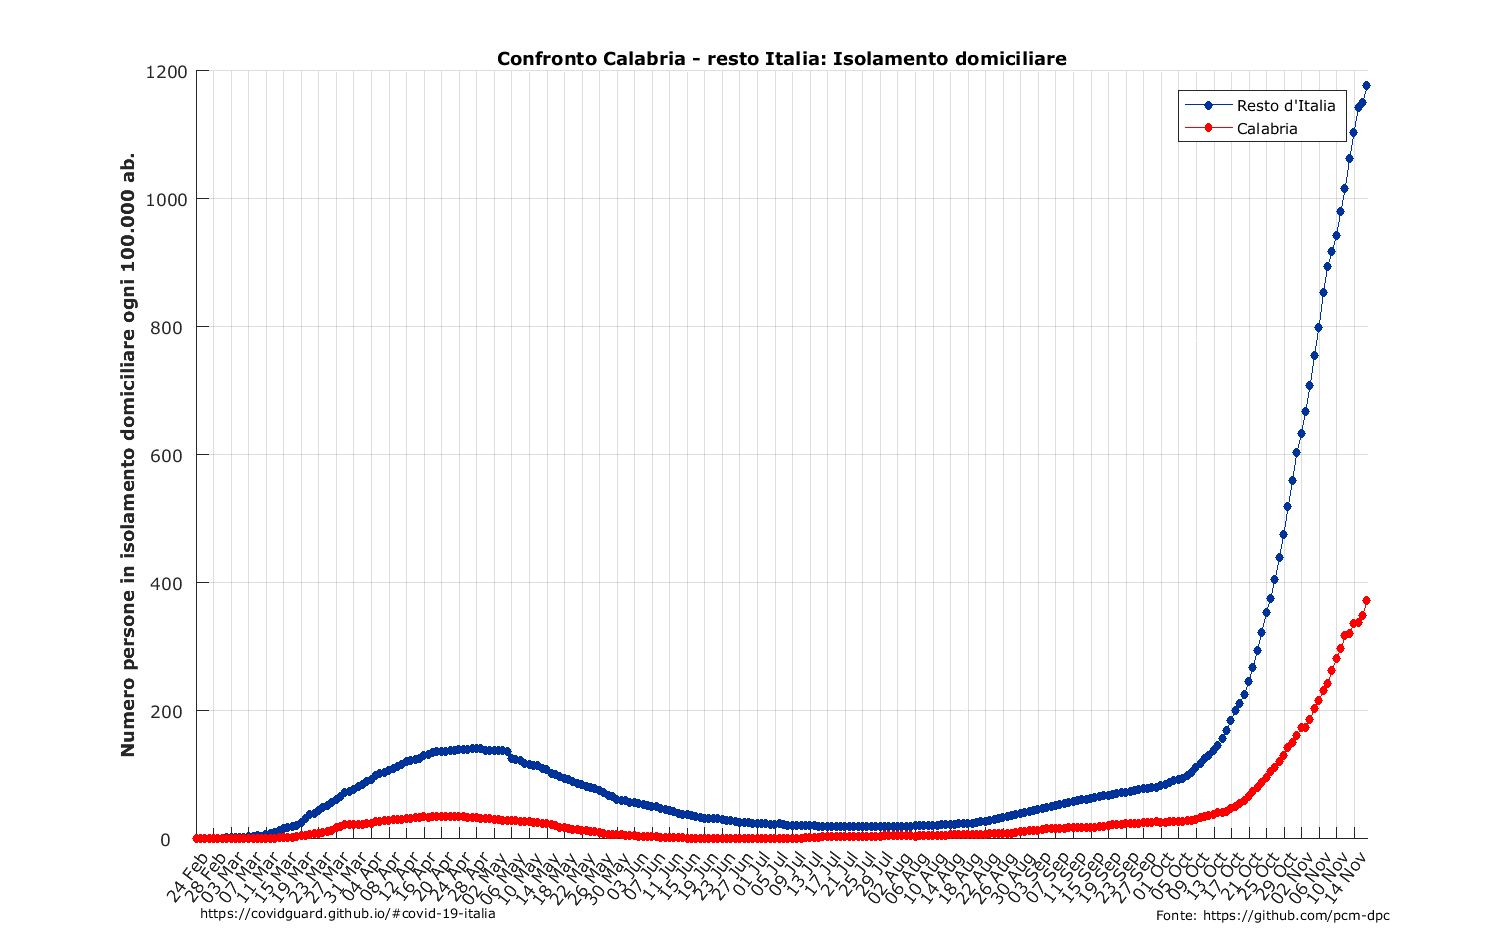 Confronto Calabria - resto Italia: Isolamento domiciliare
Numero persone in isolamento domiciliare ogni 100.000 ab.
1200
1000
800
600
400
200
0
Resto d'Italia
Calabria
24 Feb
28 Feb
03 Mar
07 Mar
11 Mar
15 Mar
19 Mar
23 Mar
27 Mar
31 Mar
04 Apr
08 Apr
12 Apr
16 Apr
20 Apr
24 Apr
28 Apr
02 May
06 May
10 May
14 May
18 May
22 May
26 May
30 May
03 Jun
07 Jun
11 Jun
15 Jun
19 Jun
23 Jun
27 Jun
01 Jul
05 Jul
09 Jul
13 Jul
17 Jul
21 Jul
25 Jul
29 Jul
02 Aug
06 Aug
10 Aug
14 Aug
18 Aug
22 Aug
26 Aug
30 Aug
03 Sep
07 Sep
11 Sep
15 Sep
19 Sep
23 Sep
27 Sep
01 Oct
05 Oct
09 Oct
13 Oct
17 Oct
21 Oct
25 Oct
29 Oct
02 Nov
06 Nov
10 Nov
14 Nov
https://covidguard.github.io/#covid-19-italia
Fonte: https://github.com/pcm-dpc